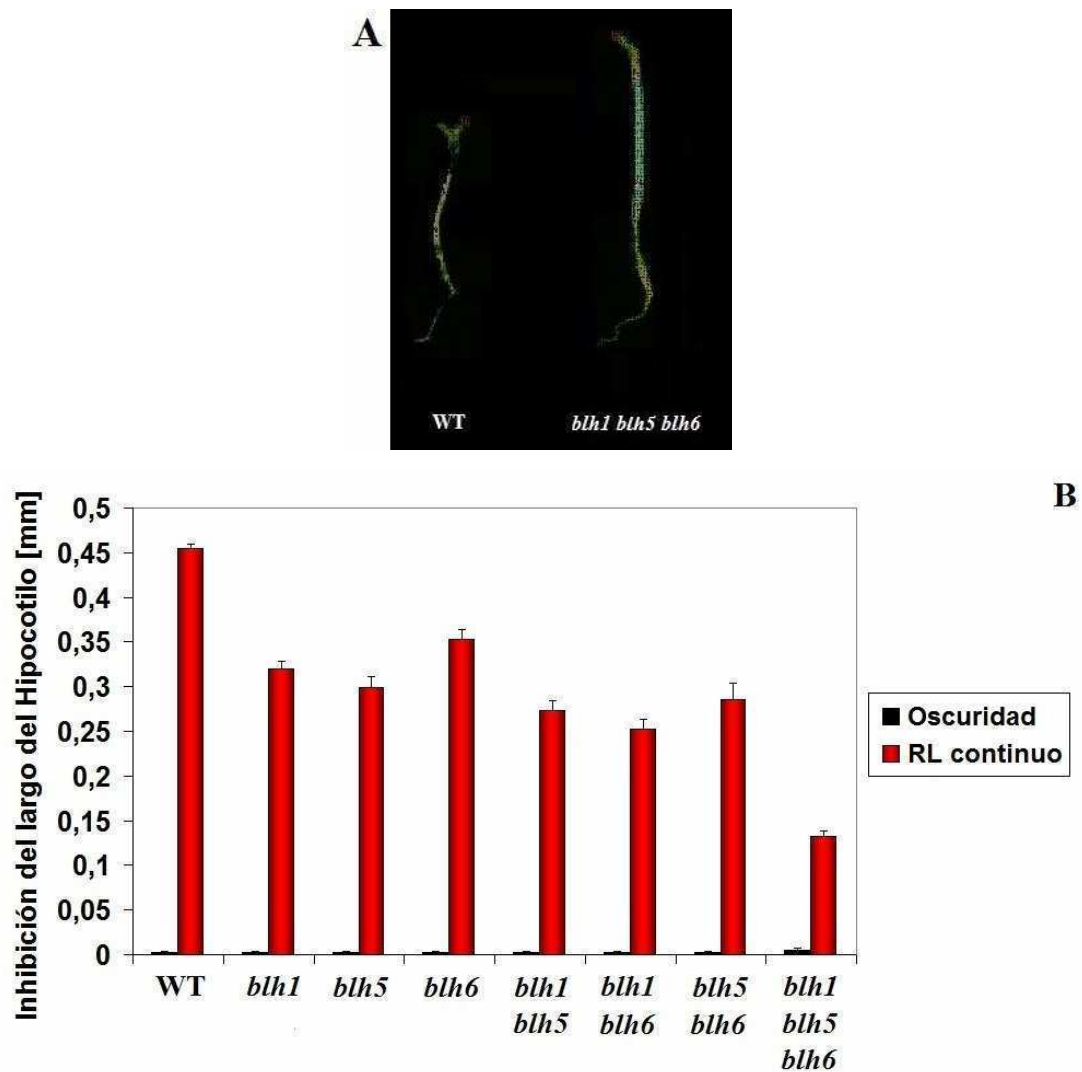 A
WT
blh1 blh5 blh6
B
Inhibición del largo del Hipocotilo [mm]
0,5
0,45
0,4
0,35
0,3
0,25
0,2
0,15
0,1
0,05
0
WT
blh1
blh5
blh6
blh1
blh5
blh1
blh6
blh5
blh6
blh1
blh5
blh6
Oscuridad
RL continuo